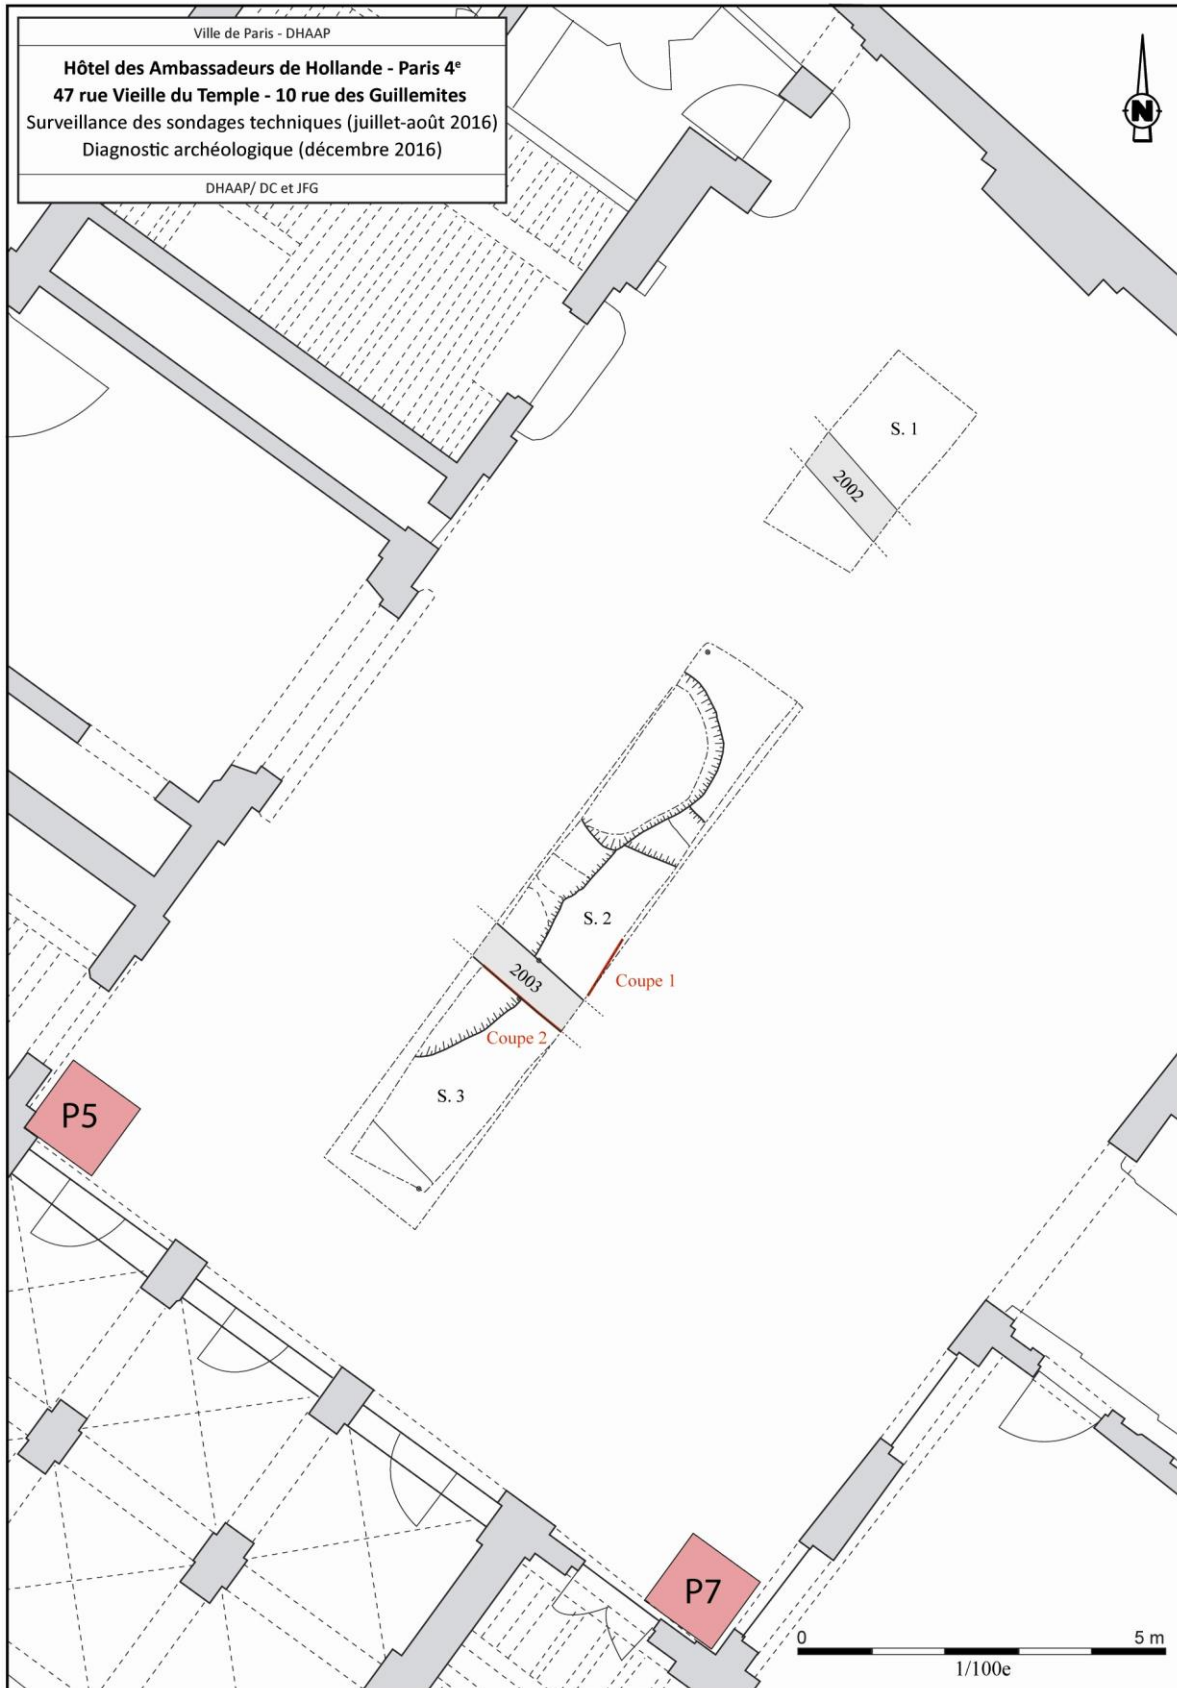 Ville de Paris - DHAAP
Hôtel des Ambassadeurs de Hollande - Paris 4ᵉ
47 rue Vieille du Temple - 10 rue des Guillemites
Surveillance des sondages techniques (juillet-août 2016)
Diagnostic archéologique (décembre 2016)
DHAAP/ DC et JFG
N
S. 1
2002
S. 2
2003
Coupe 1
Coupe 2
S. 3
P5
P7
0 5 m
1/100e